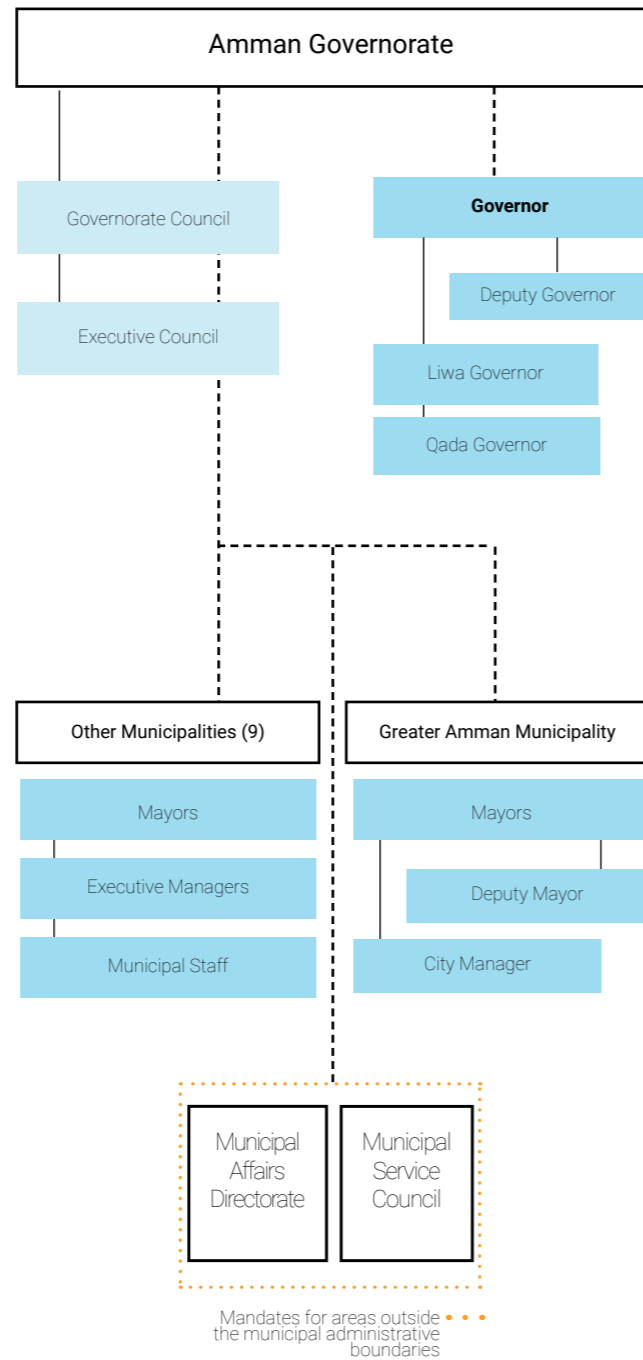 Amman Governorate
Governorate Council
Executive Council
Governor
Deputy Governor
Liwa Governor
Qada Governor
Other Municipalities (9)
Mayors
Executive Managers
Municipal Staff
Greater Amman Municipality
Mayors
Deputy Mayor
City Manager
Municipal
Affairs
Directorate
Municipal
Service
Council
Mandates for areas outside
the municipal administrative
boundaries